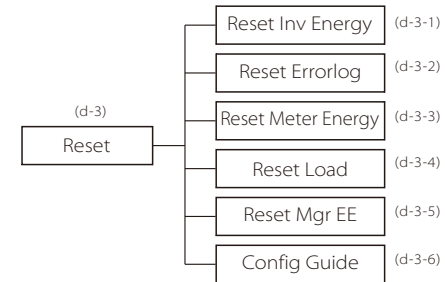 (d-3)
Reset
Reset Inv Energy (d-3-1)
Reset Errorlog (d-3-2)
Reset Meter Energy (d-3-3)
Reset Load (d-3-4)
Reset Mgr EE (d-3-5)
Config Guide (d-3-6)